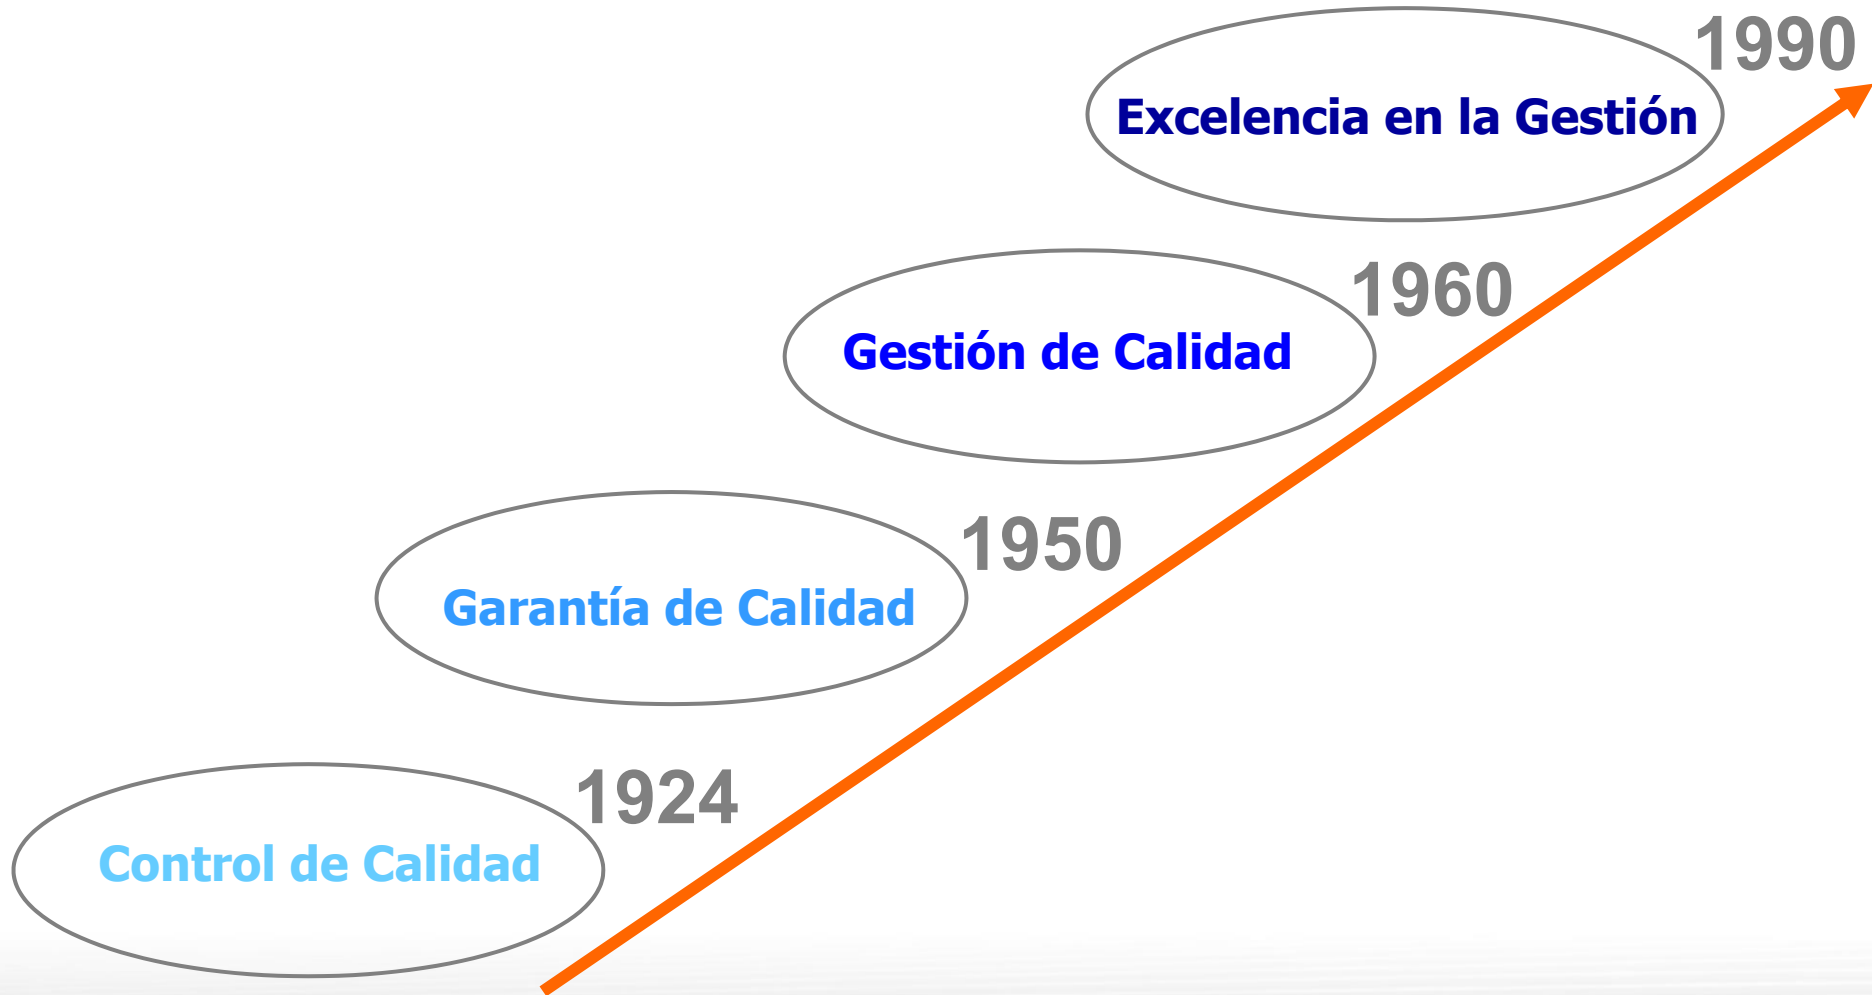 1990
Excelencia en la Gestión
1960
Gestión de Calidad
1950
Garantía de Calidad
1924
Control de Calidad